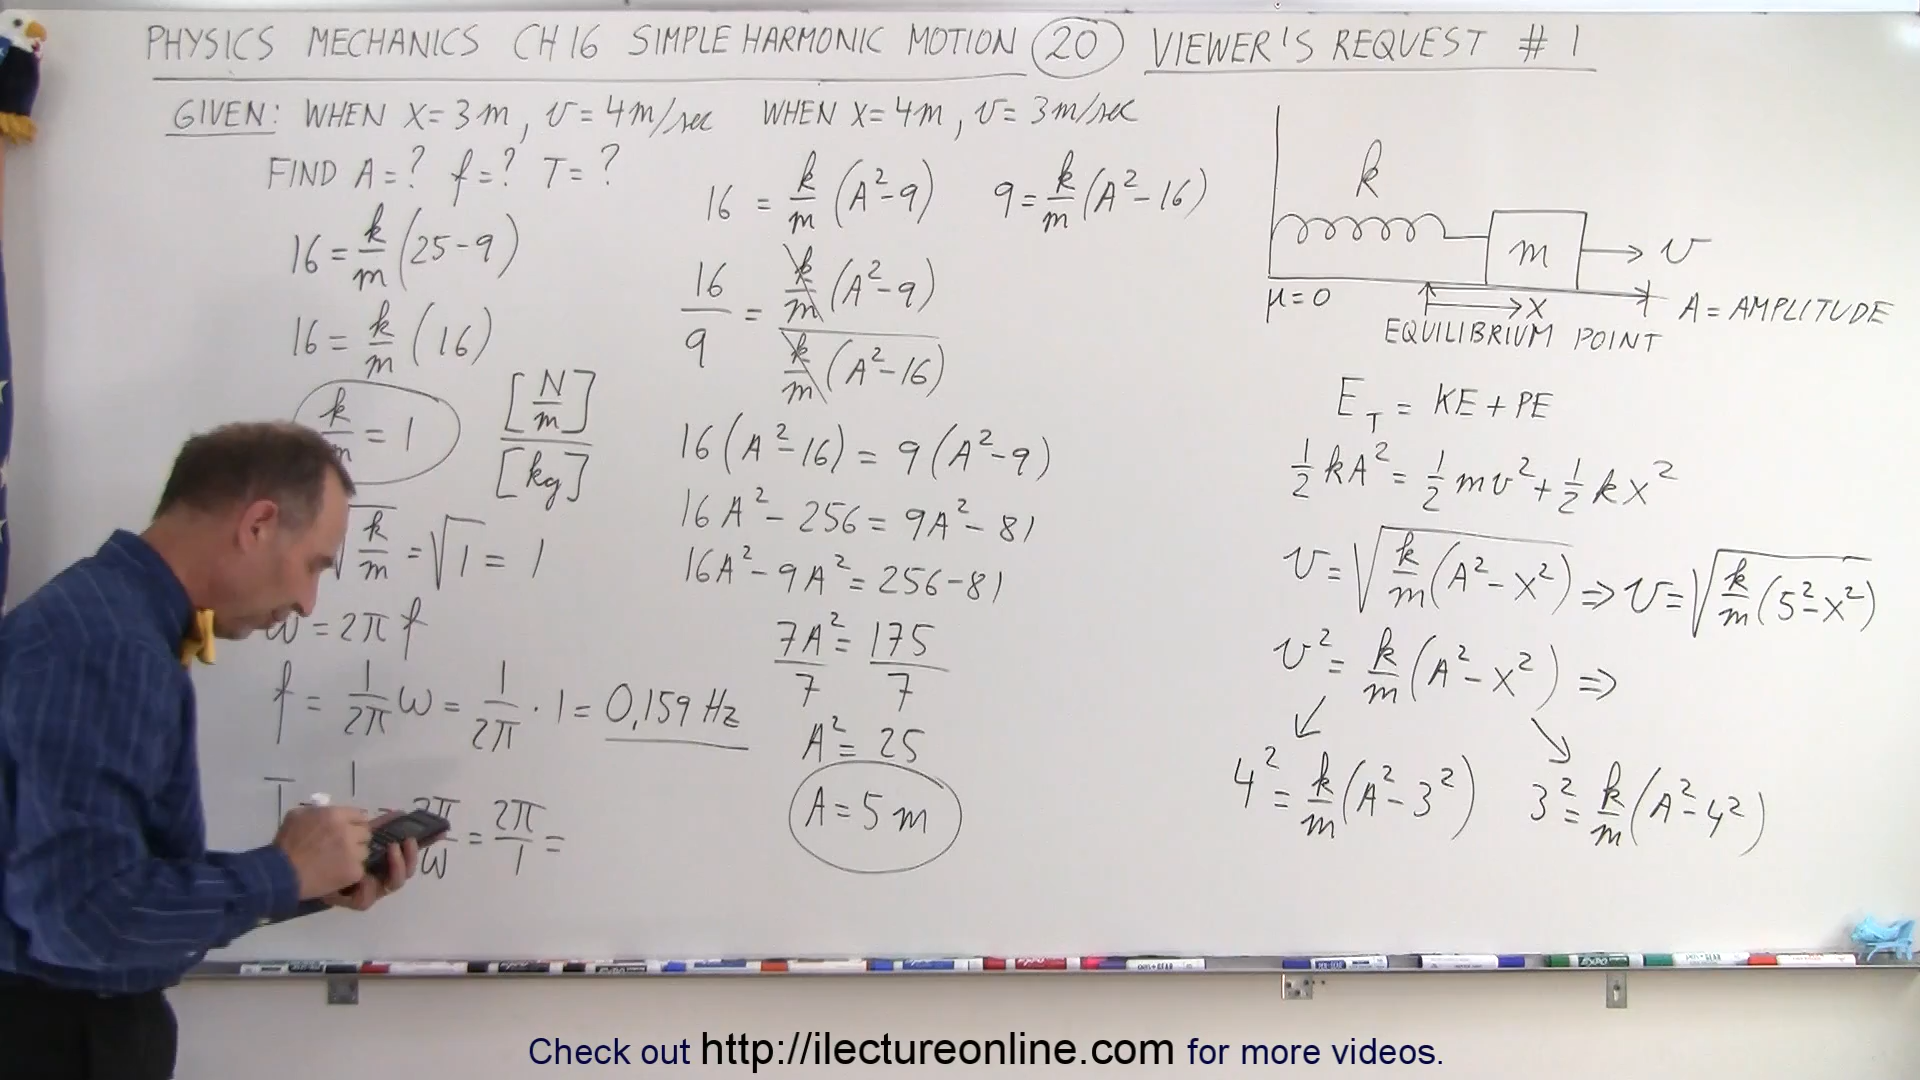 PHYSICS MECHANICS CH 16 SIMPLE HARMONIC MOTION 20 VIEWER'S REQUEST # 1
GIVEN: WHEN X = 3 m, v = 4 m/sec WHEN X = 4m, v = 3 m/sec
FIND A = ? f = ? T = ?
16 = k/m (25 - 9)
16 = k/m (16)
k/m = 1 [N/m] / [kg]
√(k/m) = √1 = 1
ω = 2π f
f = 1/2π ω = 1/2π · 1 = 0,159 Hz
T = 1 = 2π/ω = 2π/1 =
16 = k/m (A² - 9) 9 = k/m (A² - 16)
16/9 = k/m (A² - 9) / k/m (A² - 16)
16 (A² - 16) = 9 (A² - 9)
16A² - 256 = 9A² - 81
16A² - 9A² = 256 - 81
7A²/7 = 175/7
A² = 25
A = 5 m
k
m v
μ = 0 x A = AMPLITUDE
EQUILIBRIUM POINT
E_T = KE + PE
½ kA² = ½ mv² + ½ kx²
v = √(k/m (A² - x²)) ⇒ v = √(k/m (5² - x²))
v² = k/m (A² - x²) ⇒
4² = k/m (A² - 3²) 3² = k/m (A² - 4²)
Check out http://ilectureonline.com for more videos.